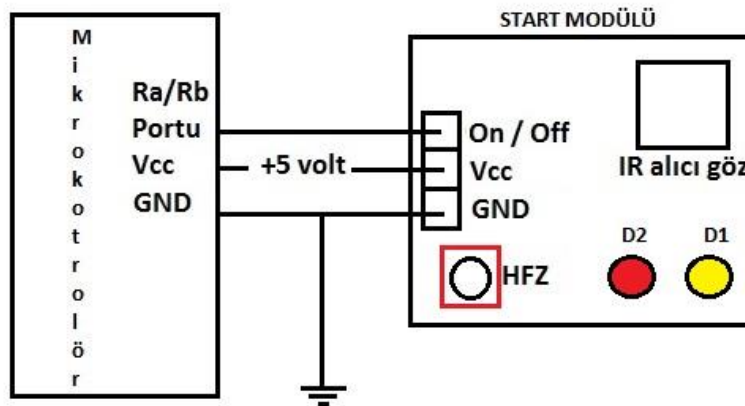 START MODÜLÜ
Mikrokotrolör
Ra/Rb
Portu
Vcc
GND
+5 volt
On / Off
Vcc
GND
IR alıcı göz
HFZ
D2
D1